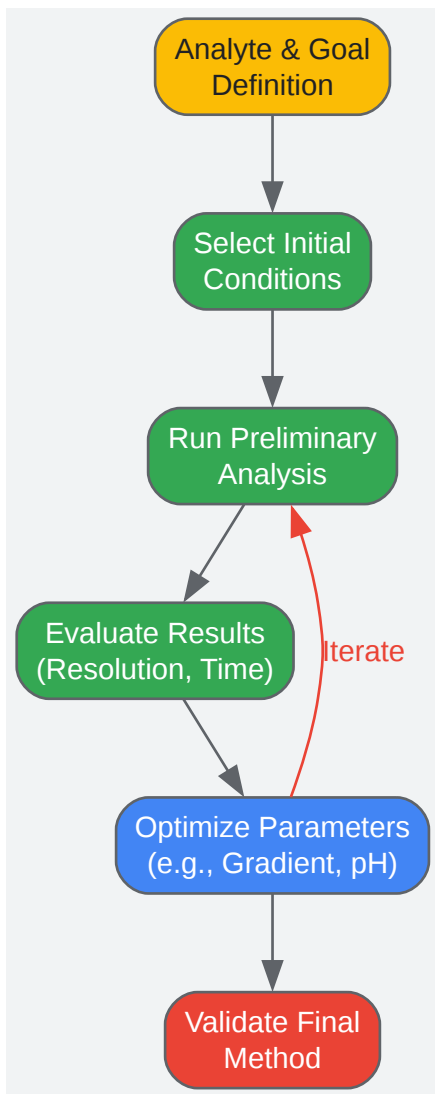 Analyte & Goal
Definition
Select Initial
Conditions
Run Preliminary
Analysis
Evaluate Results
(Resolution, Time)
Iterate
Optimize Parameters
(e.g., Gradient, pH)
Validate Final
Method